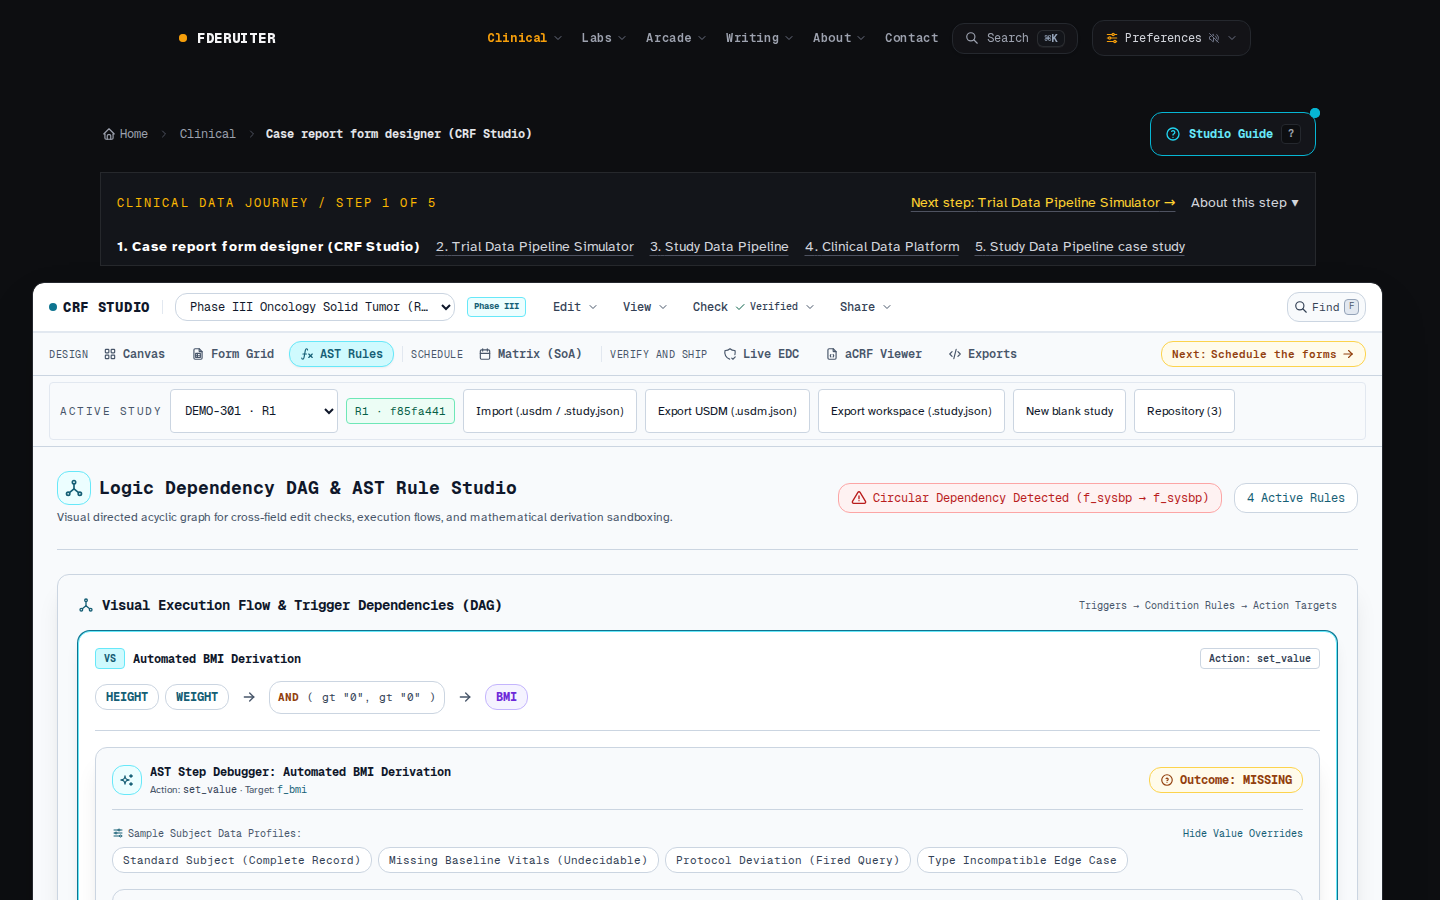 FDERUITER
Clinical Labs Arcade Writing About Contact Search ⌘K Preferences
Home Clinical Case report form designer (CRF Studio)
Studio Guide ?
CLINICAL DATA JOURNEY / STEP 1 OF 5
Next step: Trial Data Pipeline Simulator → About this step ▾
1. Case report form designer (CRF Studio) 2. Trial Data Pipeline Simulator 3. Study Data Pipeline 4. Clinical Data Platform 5. Study Data Pipeline case study
CRF STUDIO Phase III Oncology Solid Tumor (R… Phase III Edit View Check Verified Share Find F
DESIGN Canvas Form Grid AST Rules SCHEDULE Matrix (SoA) VERIFY AND SHIP Live EDC aCRF Viewer Exports Next: Schedule the forms →
ACTIVE STUDY DEMO-301 · R1 R1 · f85fa441 Import (.usdm / .study.json) Export USDM (.usdm.json) Export workspace (.study.json) New blank study Repository (3)
Logic Dependency DAG & AST Rule Studio
Visual directed acyclic graph for cross-field edit checks, execution flows, and mathematical derivation sandboxing.
Circular Dependency Detected (f_sysbp → f_sysbp) 4 Active Rules
Visual Execution Flow & Trigger Dependencies (DAG)
Triggers → Condition Rules → Action Targets
VS Automated BMI Derivation
Action: set_value
HEIGHT WEIGHT → AND ( gt "0", gt "0" ) → BMI
AST Step Debugger: Automated BMI Derivation
Action: set_value · Target: f_bmi
Outcome: MISSING
Sample Subject Data Profiles:
Hide Value Overrides
Standard Subject (Complete Record) Missing Baseline Vitals (Undecidable) Protocol Deviation (Fired Query) Type Incompatible Edge Case